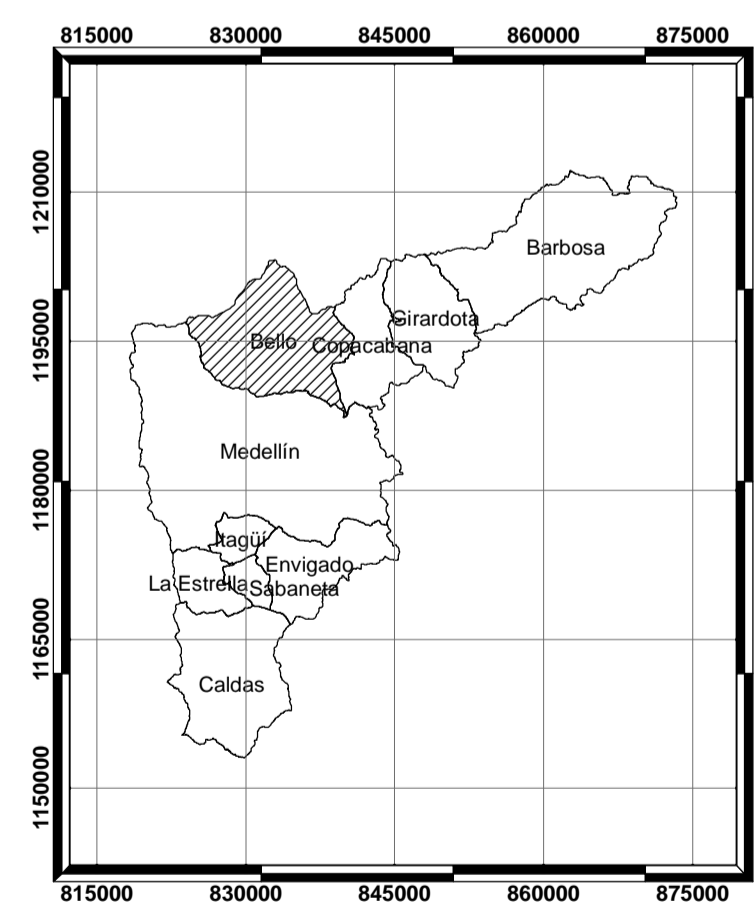 815000 830000 845000 860000 875000
1210000
Barbosa
Girardota
1195000
Bello
Copacabana
Medellín
1180000
Itagüí
Envigado
La Estrella
Sabaneta
1165000
Caldas
1150000
815000 830000 845000 860000 875000